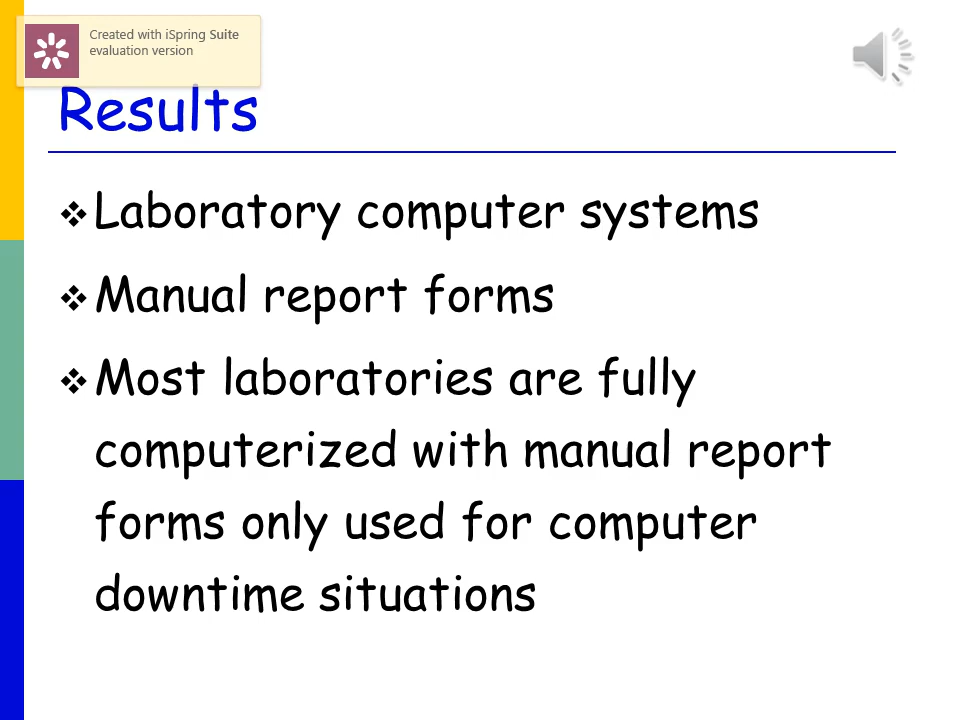 Created with iSpring Suite
evaluation version
Results
Laboratory computer systems
Manual report forms
Most laboratories are fully
computerized with manual report
forms only used for computer
downtime situations